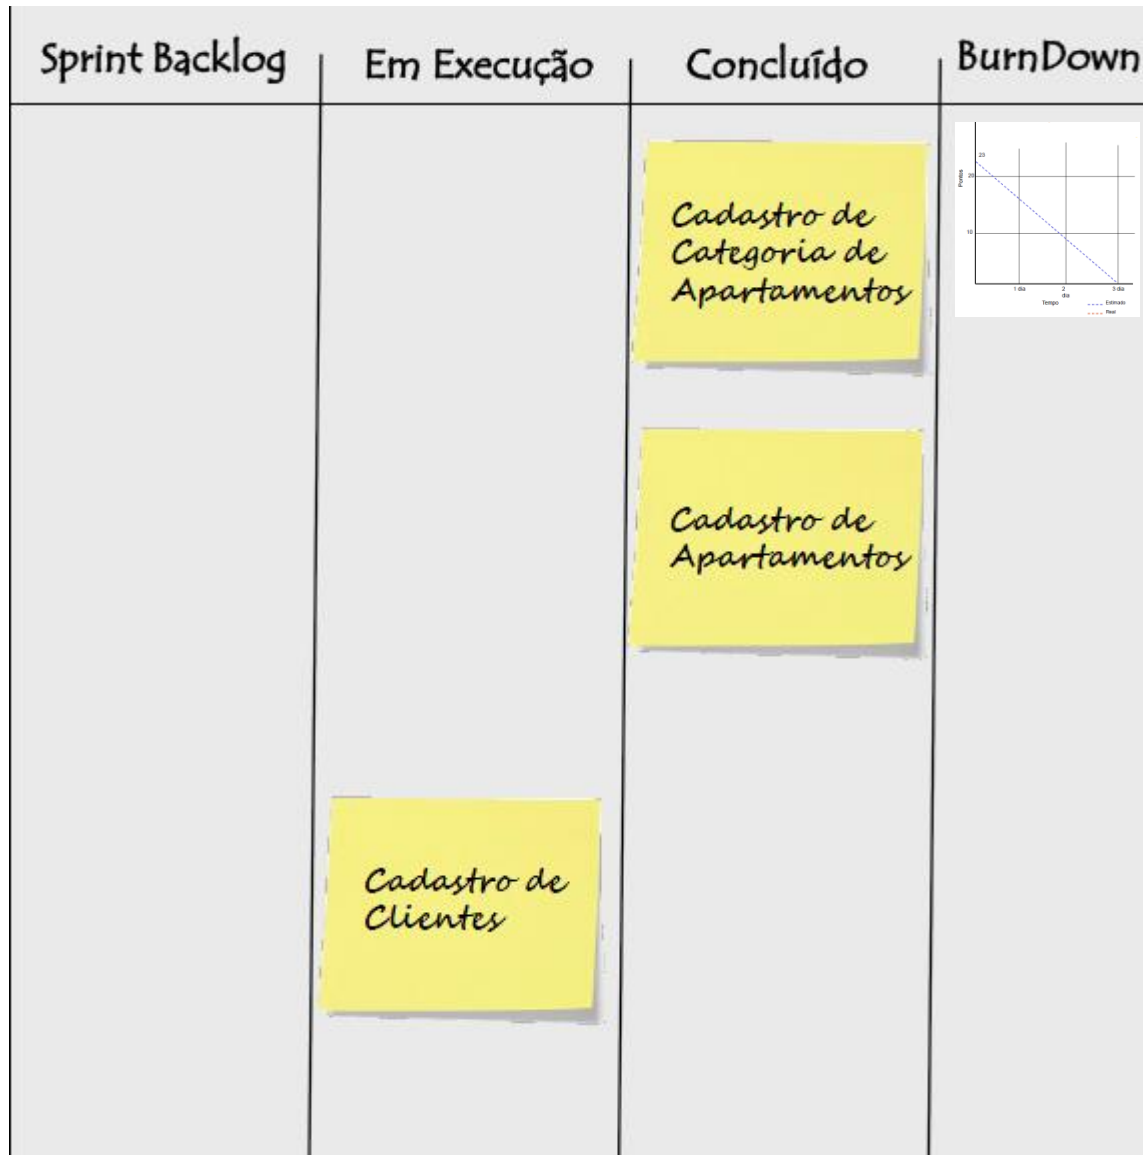 Sprint Backlog
Em Execução
Concluído
BurnDown
Cadastro de
Categoria de
Apartamentos
23
Pontos
20
10
1 dia
2
dia
3 dia
Tempo
Estimado
Real
Cadastro de
Apartamentos
Cadastro de
Clientes